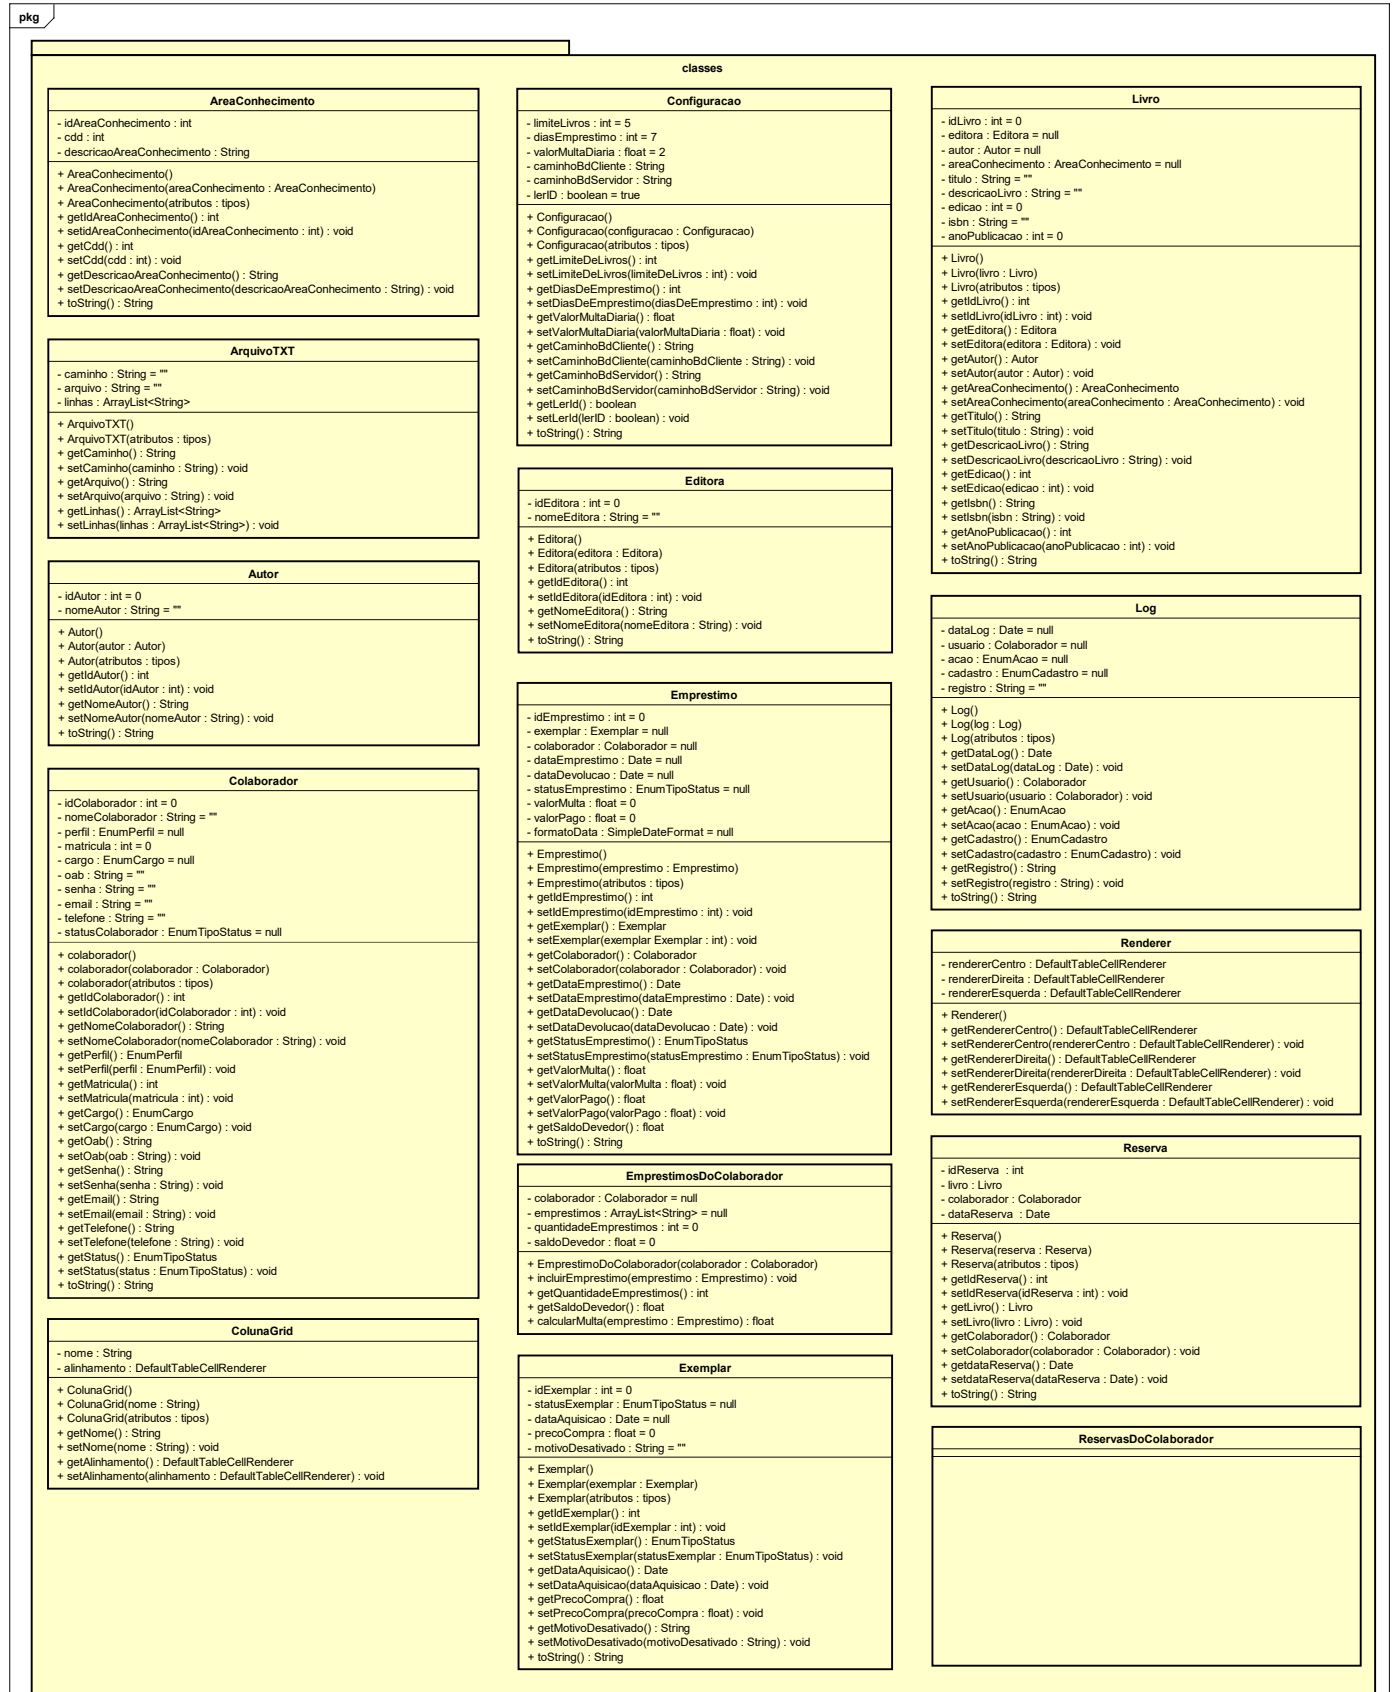 pkg
classes
AreaConhecimento
- idAreaConhecimento : int
- cdd : int
- descricaoAreaConhecimento : String
+ AreaConhecimento()
+ AreaConhecimento(areaConhecimento : AreaConhecimento)
+ AreaConhecimento(atributos : tipos)
+ getIdAreaConhecimento() : int
+ setidAreaConhecimento(idAreaConhecimento : int) : void
+ getCdd() : int
+ setCdd(cdd : int) : void
+ getDescricaoAreaConhecimento() : String
+ setDescricaoAreaConhecimento(descricaoAreaConhecimento : String) : void
+ toString() : String
ArquivoTXT
- caminho : String = ""
- arquivo : String = ""
- linhas : ArrayList<String>
+ ArquivoTXT()
+ ArquivoTXT(atributos : tipos)
+ getCaminho() : String
+ setCaminho(caminho : String) : void
+ getArquivo() : String
+ setArquivo(arquivo : String) : void
+ getLinhas() : ArrayList<String>
+ setLinhas(linhas : ArrayList<String>) : void
Autor
- idAutor : int = 0
- nomeAutor : String = ""
+ Autor()
+ Autor(autor : Autor)
+ Autor(atributos : tipos)
+ getIdAutor() : int
+ setIdAutor(idAutor : int) : void
+ getNomeAutor() : String
+ setNomeAutor(nomeAutor : String) : void
+ toString() : String
Colaborador
- idColaborador : int = 0
- nomeColaborador : String = ""
- perfil : EnumPerfil = null
- matricula : int = 0
- cargo : EnumCargo = null
- oab : String = ""
- senha : String = ""
- email : String = ""
- telefone : String = ""
- statusColaborador : EnumTipoStatus = null
+ colaborador()
+ colaborador(colaborador : Colaborador)
+ colaborador(atributos : tipos)
+ getIdColaborador() : int
+ setIdColaborador(idColaborador : int) : void
+ getNomeColaborador() : String
+ setNomeColaborador(nomeColaborador : String) : void
+ getPerfil() : EnumPerfil
+ setPerfil(perfil : EnumPerfil) : void
+ getMatricula() : int
+ setMatricula(matricula : int) : void
+ getCargo() : EnumCargo
+ setCargo(cargo : EnumCargo) : void
+ getOab() : String
+ setOab(oab : String) : void
+ getSenha() : String
+ setSenha(senha : String) : void
+ getEmail() : String
+ setEmail(email : String) : void
+ getTelefone() : String
+ setTelefone(telefone : String) : void
+ getStatus() : EnumTipoStatus
+ setStatus(status : EnumTipoStatus) : void
+ toString() : String
ColunaGrid
- nome : String
- alinhamento : DefaultTableCellRenderer
+ ColunaGrid()
+ ColunaGrid(nome : String)
+ ColunaGrid(atributos : tipos)
+ getNome() : String
+ setNome(nome : String) : void
+ getAlinhamento() : DefaultTableCellRenderer
+ setAlinhamento(alinhamento : DefaultTableCellRenderer) : void
Configuracao
- limiteLivros : int = 5
- diasEmprestimo : int = 7
- valorMultaDiaria : float = 2
- caminhoBdCliente : String
- caminhoBdServidor : String
- lerID : boolean = true
+ Configuracao()
+ Configuracao(configuracao : Configuracao)
+ Configuracao(atributos : tipos)
+ getLimiteDeLivros() : int
+ setLimiteDeLivros(limiteDeLivros : int) : void
+ getDiasDeEmprestimo() : int
+ setDiasDeEmprestimo(diasDeEmprestimo : int) : void
+ getValorMultaDiaria() : float
+ setValorMultaDiaria(valorMultaDiaria : float) : void
+ getCaminhoBdCliente() : String
+ setCaminhoBdCliente(caminhoBdCliente : String) : void
+ getCaminhoBdServidor() : String
+ setCaminhoBdServidor(caminhoBdServidor : String) : void
+ getLerId() : boolean
+ setLerId(lerID : boolean) : void
+ toString() : String
Editora
- idEditora : int = 0
- nomeEditora : String = ""
+ Editora()
+ Editora(editora : Editora)
+ Editora(atributos : tipos)
+ getIdEditora() : int
+ setIdEditora(idEditora : int) : void
+ getNomeEditora() : String
+ setNomeEditora(nomeEditora : String) : void
+ toString() : String
Emprestimo
- idEmprestimo : int = 0
- exemplar : Exemplar = null
- colaborador : Colaborador = null
- dataEmprestimo : Date = null
- dataDevolucao : Date = null
- statusEmprestimo : EnumTipoStatus = null
- valorMulta : float = 0
- valorPago : float = 0
- formatoData : SimpleDateFormat = null
+ Emprestimo()
+ Emprestimo(emprestimo : Emprestimo)
+ Emprestimo(atributos : tipos)
+ getIdEmprestimo() : int
+ setIdEmprestimo(idEmprestimo : int) : void
+ getExemplar() : Exemplar
+ setExemplar(exemplar Exemplar : int) : void
+ getColaborador() : Colaborador
+ setColaborador(colaborador : Colaborador) : void
+ getDataEmprestimo() : Date
+ setDataEmprestimo(dataEmprestimo : Date) : void
+ getDataDevolucao() : Date
+ setDataDevolucao(dataDevolucao : Date) : void
+ getStatusEmprestimo() : EnumTipoStatus
+ setStatusEmprestimo(statusEmprestimo : EnumTipoStatus) : void
+ getValorMulta() : float
+ setValorMulta(valorMulta : float) : void
+ getValorPago() : float
+ setValorPago(valorPago : float) : void
+ getSaldoDevedor() : float
+ toString() : String
EmprestimosDoColaborador
- colaborador : Colaborador = null
- emprestimos : ArrayList<String> = null
- quantidadeEmprestimos : int = 0
- saldoDevedor : float = 0
+ EmprestimoDoColaborador(colaborador : Colaborador)
+ incluirEmprestimo(emprestimo : Emprestimo) : void
+ getQuantidadeEmprestimos() : int
+ getSaldoDevedor() : float
+ calcularMulta(emprestimo : Emprestimo) : float
Exemplar
- idExemplar : int = 0
- statusExemplar : EnumTipoStatus = null
- dataAquisicao : Date = null
- precoCompra : float = 0
- motivoDesativado : String = ""
+ Exemplar()
+ Exemplar(exemplar : Exemplar)
+ Exemplar(atributos : tipos)
+ getIdExemplar() : int
+ setIdExemplar(idExemplar : int) : void
+ getStatusExemplar() : EnumTipoStatus
+ setStatusExemplar(statusExemplar : EnumTipoStatus) : void
+ getDataAquisicao() : Date
+ setDataAquisicao(dataAquisicao : Date) : void
+ getPrecoCompra() : float
+ setPrecoCompra(precoCompra : float) : void
+ getMotivoDesativado() : String
+ setMotivoDesativado(motivoDesativado : String) : void
+ toString() : String
Livro
- idLivro : int = 0
- editora : Editora = null
- autor : Autor = null
- areaConhecimento : AreaConhecimento = null
- titulo : String = ""
- descricaoLivro : String = ""
- edicao : int = 0
- isbn : String = ""
- anoPublicacao : int = 0
+ Livro()
+ Livro(livro : Livro)
+ Livro(atributos : tipos)
+ getIdLivro() : int
+ setIdLivro(idLivro : int) : void
+ getEditora() : Editora
+ setEditora(editora : Editora) : void
+ getAutor() : Autor
+ setAutor(autor : Autor) : void
+ getAreaConhecimento() : AreaConhecimento
+ setAreaConhecimento(areaConhecimento : AreaConhecimento) : void
+ getTitulo() : String
+ setTitulo(titulo : String) : void
+ getDescricaoLivro() : String
+ setDescricaoLivro(descricaoLivro : String) : void
+ getEdicao() : int
+ setEdicao(edicao : int) : void
+ getIsbn() : String
+ setIsbn(isbn : String) : void
+ getAnoPublicacao() : int
+ setAnoPublicacao(anoPublicacao : int) : void
+ toString() : String
Log
- dataLog : Date = null
- usuario : Colaborador = null
- acao : EnumAcao = null
- cadastro : EnumCadastro = null
- registro : String = ""
+ Log()
+ Log(log : Log)
+ Log(atributos : tipos)
+ getDataLog() : Date
+ setDataLog(dataLog : Date) : void
+ getUsuario() : Colaborador
+ setUsuario(usuario : Colaborador) : void
+ getAcao() : EnumAcao
+ setAcao(acao : EnumAcao) : void
+ getCadastro() : EnumCadastro
+ setCadastro(cadastro : EnumCadastro) : void
+ getRegistro() : String
+ setRegistro(registro : String) : void
+ toString() : String
Renderer
- rendererCentro : DefaultTableCellRenderer
- rendererDireita : DefaultTableCellRenderer
- rendererEsquerda : DefaultTableCellRenderer
+ Renderer()
+ getRendererCentro() : DefaultTableCellRenderer
+ setRendererCentro(rendererCentro : DefaultTableCellRenderer) : void
+ getRendererDireita() : DefaultTableCellRenderer
+ setRendererDireita(rendererDireita : DefaultTableCellRenderer) : void
+ getRendererEsquerda() : DefaultTableCellRenderer
+ setRendererEsquerda(rendererEsquerda : DefaultTableCellRenderer) : void
Reserva
- idReserva : int
- livro : Livro
- colaborador : Colaborador
- dataReserva : Date
+ Reserva()
+ Reserva(reserva : Reserva)
+ Reserva(atributos : tipos)
+ getIdReserva() : int
+ setIdReserva(idReserva : int) : void
+ getLivro() : Livro
+ setLivro(livro : Livro) : void
+ getColaborador() : Colaborador
+ setColaborador(colaborador : Colaborador) : void
+ getdataReserva() : Date
+ setdataReserva(dataReserva : Date) : void
+ toString() : String
ReservasDoColaborador